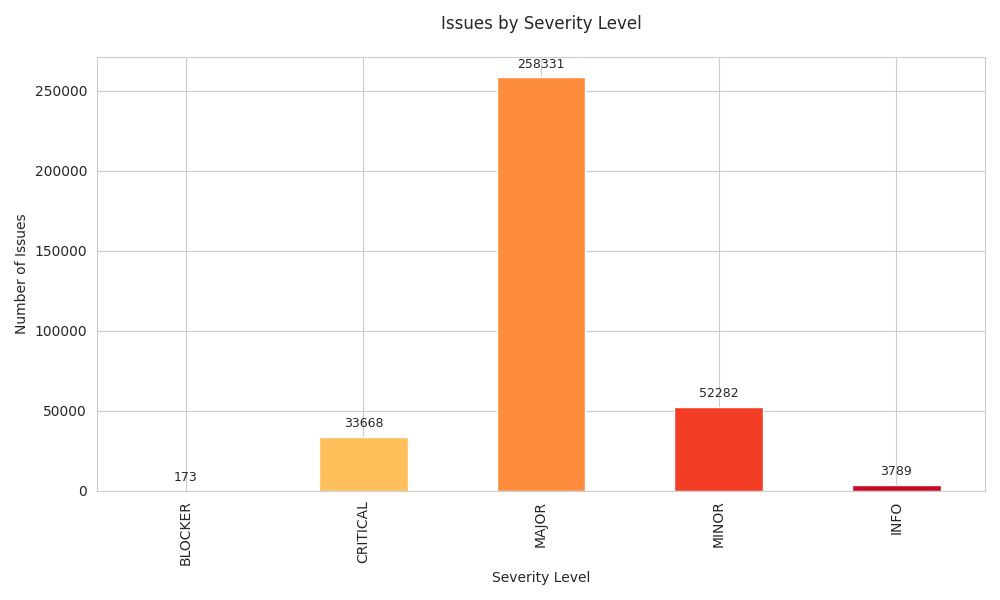 Issues by Severity Level
258331
250000
200000
150000
100000
50000
0
Number of Issues
173
33668
52282
3789
BLOCKER
CRITICAL
MAJOR
MINOR
INFO
Severity Level